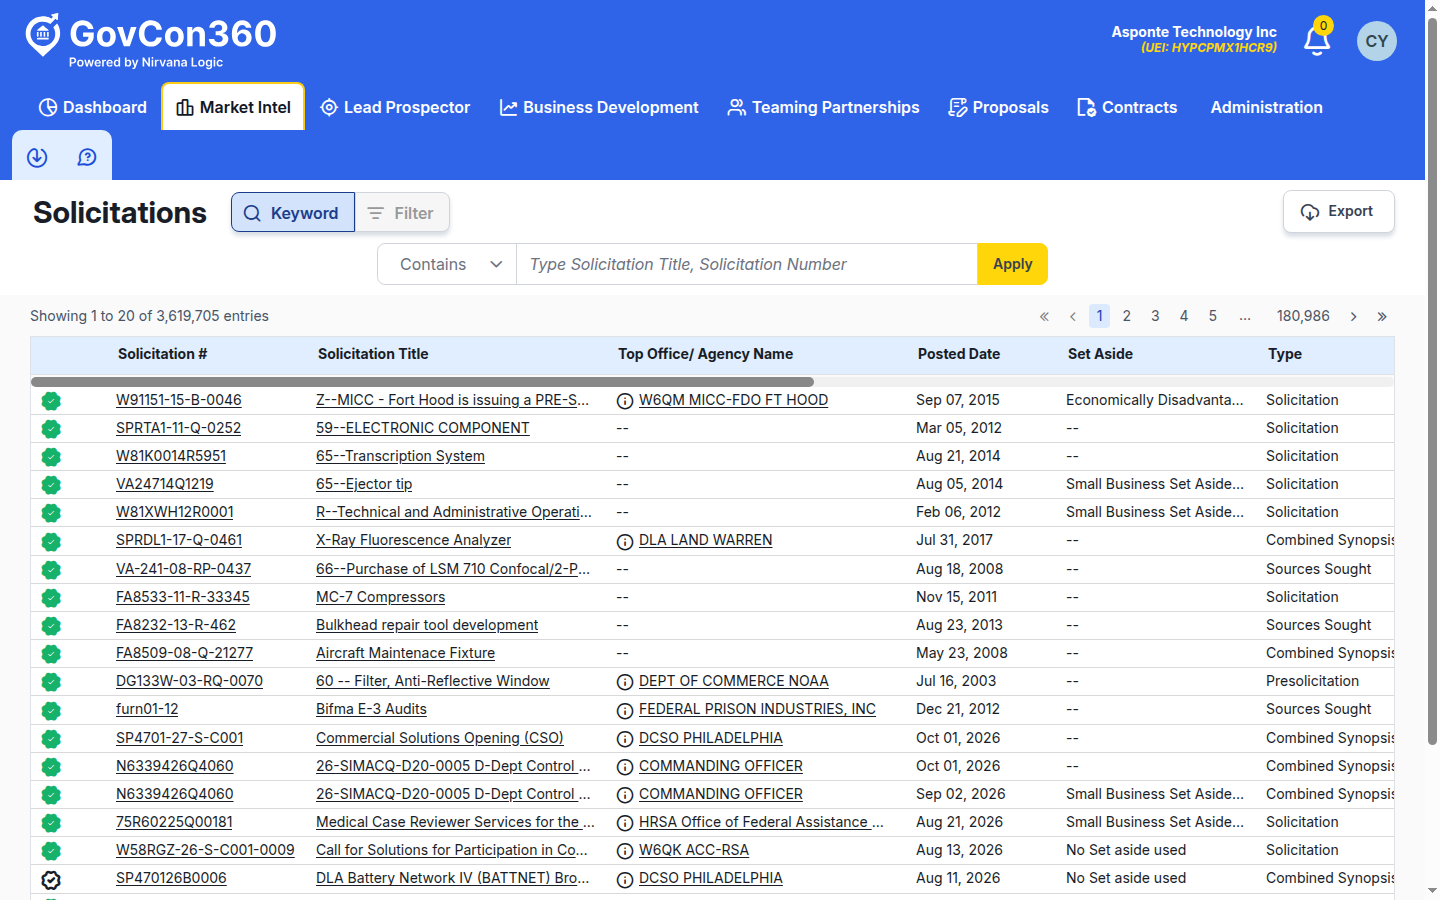 GovCon360
Powered by Nirvana Logic
Asponte Technology Inc
(UEI: HYPCPMX1HCR9)
0
CY
Dashboard
Market Intel
Lead Prospector
Business Development
Teaming Partnerships
Proposals
Contracts
Administration
Solicitations
Keyword
Filter
Export
Contains
Type Solicitation Title, Solicitation Number
Apply
Showing 1 to 20 of 3,619,705 entries
« ‹ 1 2 3 4 5 ... 180,986 › »
Solicitation # Solicitation Title Top Office/ Agency Name Posted Date Set Aside Type
W91151-15-B-0046 Z--MICC - Fort Hood is issuing a PRE-S... W6QM MICC-FDO FT HOOD Sep 07, 2015 Economically Disadvanta... Solicitation
SPRTA1-11-Q-0252 59--ELECTRONIC COMPONENT -- Mar 05, 2012 -- Solicitation
W81K0014R5951 65--Transcription System -- Aug 21, 2014 -- Solicitation
VA24714Q1219 65--Ejector tip -- Aug 05, 2014 Small Business Set Aside... Solicitation
W81XWH12R0001 R--Technical and Administrative Operati... -- Feb 06, 2012 Small Business Set Aside... Solicitation
SPRDL1-17-Q-0461 X-Ray Fluorescence Analyzer DLA LAND WARREN Jul 31, 2017 -- Combined Synopsis
VA-241-08-RP-0437 66--Purchase of LSM 710 Confocal/2-P... -- Aug 18, 2008 -- Sources Sought
FA8533-11-R-33345 MC-7 Compressors -- Nov 15, 2011 -- Solicitation
FA8232-13-R-462 Bulkhead repair tool development -- Aug 23, 2013 -- Sources Sought
FA8509-08-Q-21277 Aircraft Maintenace Fixture -- May 23, 2008 -- Combined Synopsis
DG133W-03-RQ-0070 60 -- Filter, Anti-Reflective Window DEPT OF COMMERCE NOAA Jul 16, 2003 -- Presolicitation
furn01-12 Bifma E-3 Audits FEDERAL PRISON INDUSTRIES, INC Dec 21, 2012 -- Sources Sought
SP4701-27-S-C001 Commercial Solutions Opening (CSO) DCSO PHILADELPHIA Oct 01, 2026 -- Combined Synopsis
N6339426Q4060 26-SIMACQ-D20-0005 D-Dept Control ... COMMANDING OFFICER Oct 01, 2026 -- Combined Synopsis
N6339426Q4060 26-SIMACQ-D20-0005 D-Dept Control ... COMMANDING OFFICER Sep 02, 2026 Small Business Set Aside... Combined Synopsis
75R60225Q00181 Medical Case Reviewer Services for the ... HRSA Office of Federal Assistance ... Aug 21, 2026 Small Business Set Aside... Solicitation
W58RGZ-26-S-C001-0009 Call for Solutions for Participation in Co... W6QK ACC-RSA Aug 13, 2026 No Set aside used Solicitation
SP470126B0006 DLA Battery Network IV (BATTNET) Bro... DCSO PHILADELPHIA Aug 11, 2026 No Set aside used Combined Synopsis